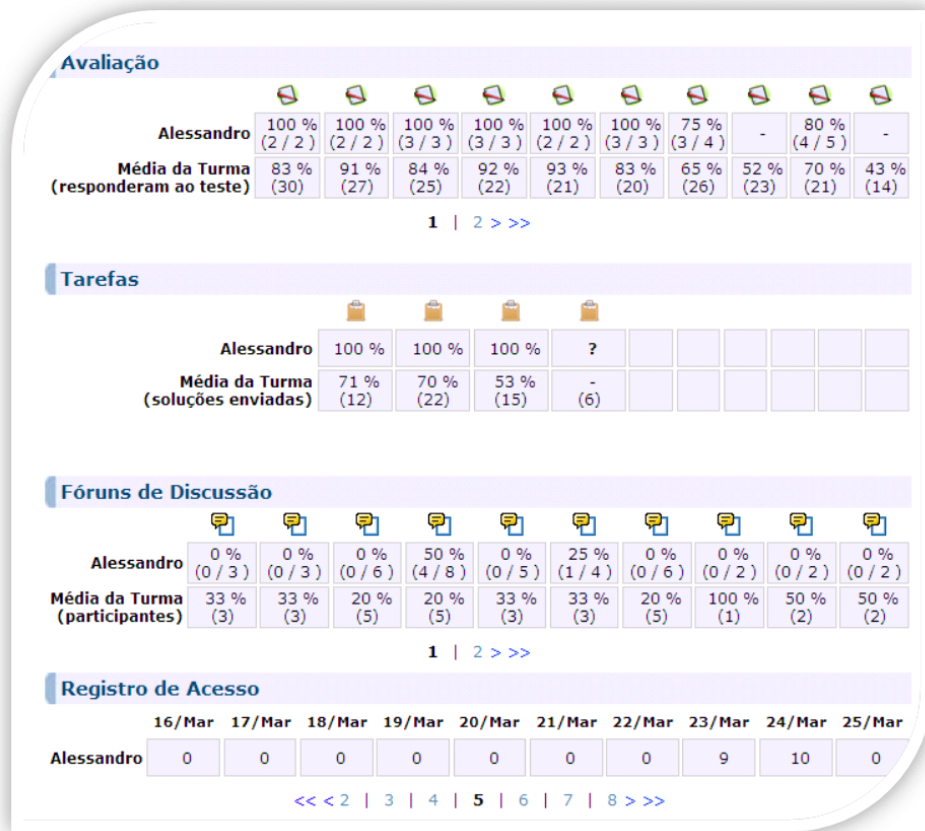 Avaliação
Alessandro 100 % (2 / 2 ) 100 % (2 / 2 ) 100 % (3 / 3 ) 100 % (3 / 3 ) 100 % (2 / 2 ) 100 % (3 / 3 ) 75 % (3 / 4 ) - 80 % (4 / 5 ) -
Média da Turma (responderam ao teste) 83 % (30) 91 % (27) 84 % (25) 92 % (22) 93 % (21) 83 % (20) 65 % (26) 52 % (23) 70 % (21) 43 % (14)
1 | 2 > >>
Tarefas
Alessandro 100 % 100 % 100 % ?
Média da Turma (soluções enviadas) 71 % (12) 70 % (22) 53 % (15) - (6)
Fóruns de Discussão
Alessandro 0 % (0 / 3 ) 0 % (0 / 3 ) 0 % (0 / 6 ) 50 % (4 / 8 ) 0 % (0 / 5 ) 25 % (1 / 4 ) 0 % (0 / 6 ) 0 % (0 / 2 ) 0 % (0 / 2 ) 0 % (0 / 2 )
Média da Turma (participantes) 33 % (3) 33 % (3) 20 % (5) 20 % (5) 33 % (3) 33 % (3) 20 % (5) 100 % (1) 50 % (2) 50 % (2)
1 | 2 > >>
Registro de Acesso
16/Mar 17/Mar 18/Mar 19/Mar 20/Mar 21/Mar 22/Mar 23/Mar 24/Mar 25/Mar
Alessandro 0 0 0 0 0 0 0 9 10 0
<< < 2 | 3 | 4 | 5 | 6 | 7 | 8 > >>